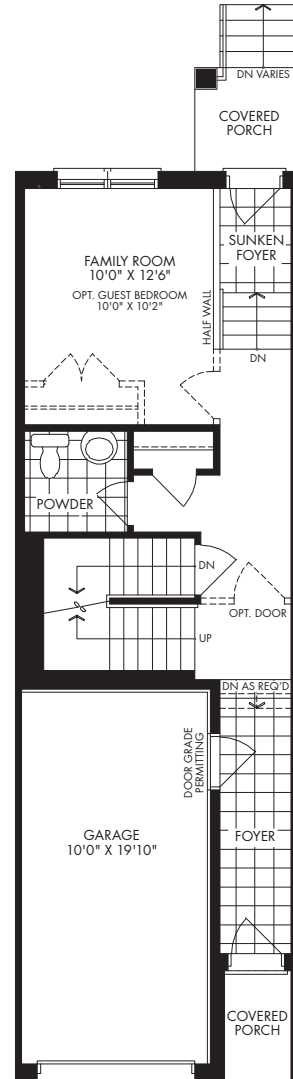 DN VARIES
COVERED
PORCH
SUNKEN
FOYER
FAMILY ROOM
10'0" X 12'6"
OPT. GUEST BEDROOM
10'0" X 10'2"
HALF WALL
DN
POWDER
DN
OPT. DOOR
UP
DN AS REQ'D
DOOR GRADE
PERMITTING
GARAGE
10'0" X 19'10"
FOYER
COVERED
PORCH